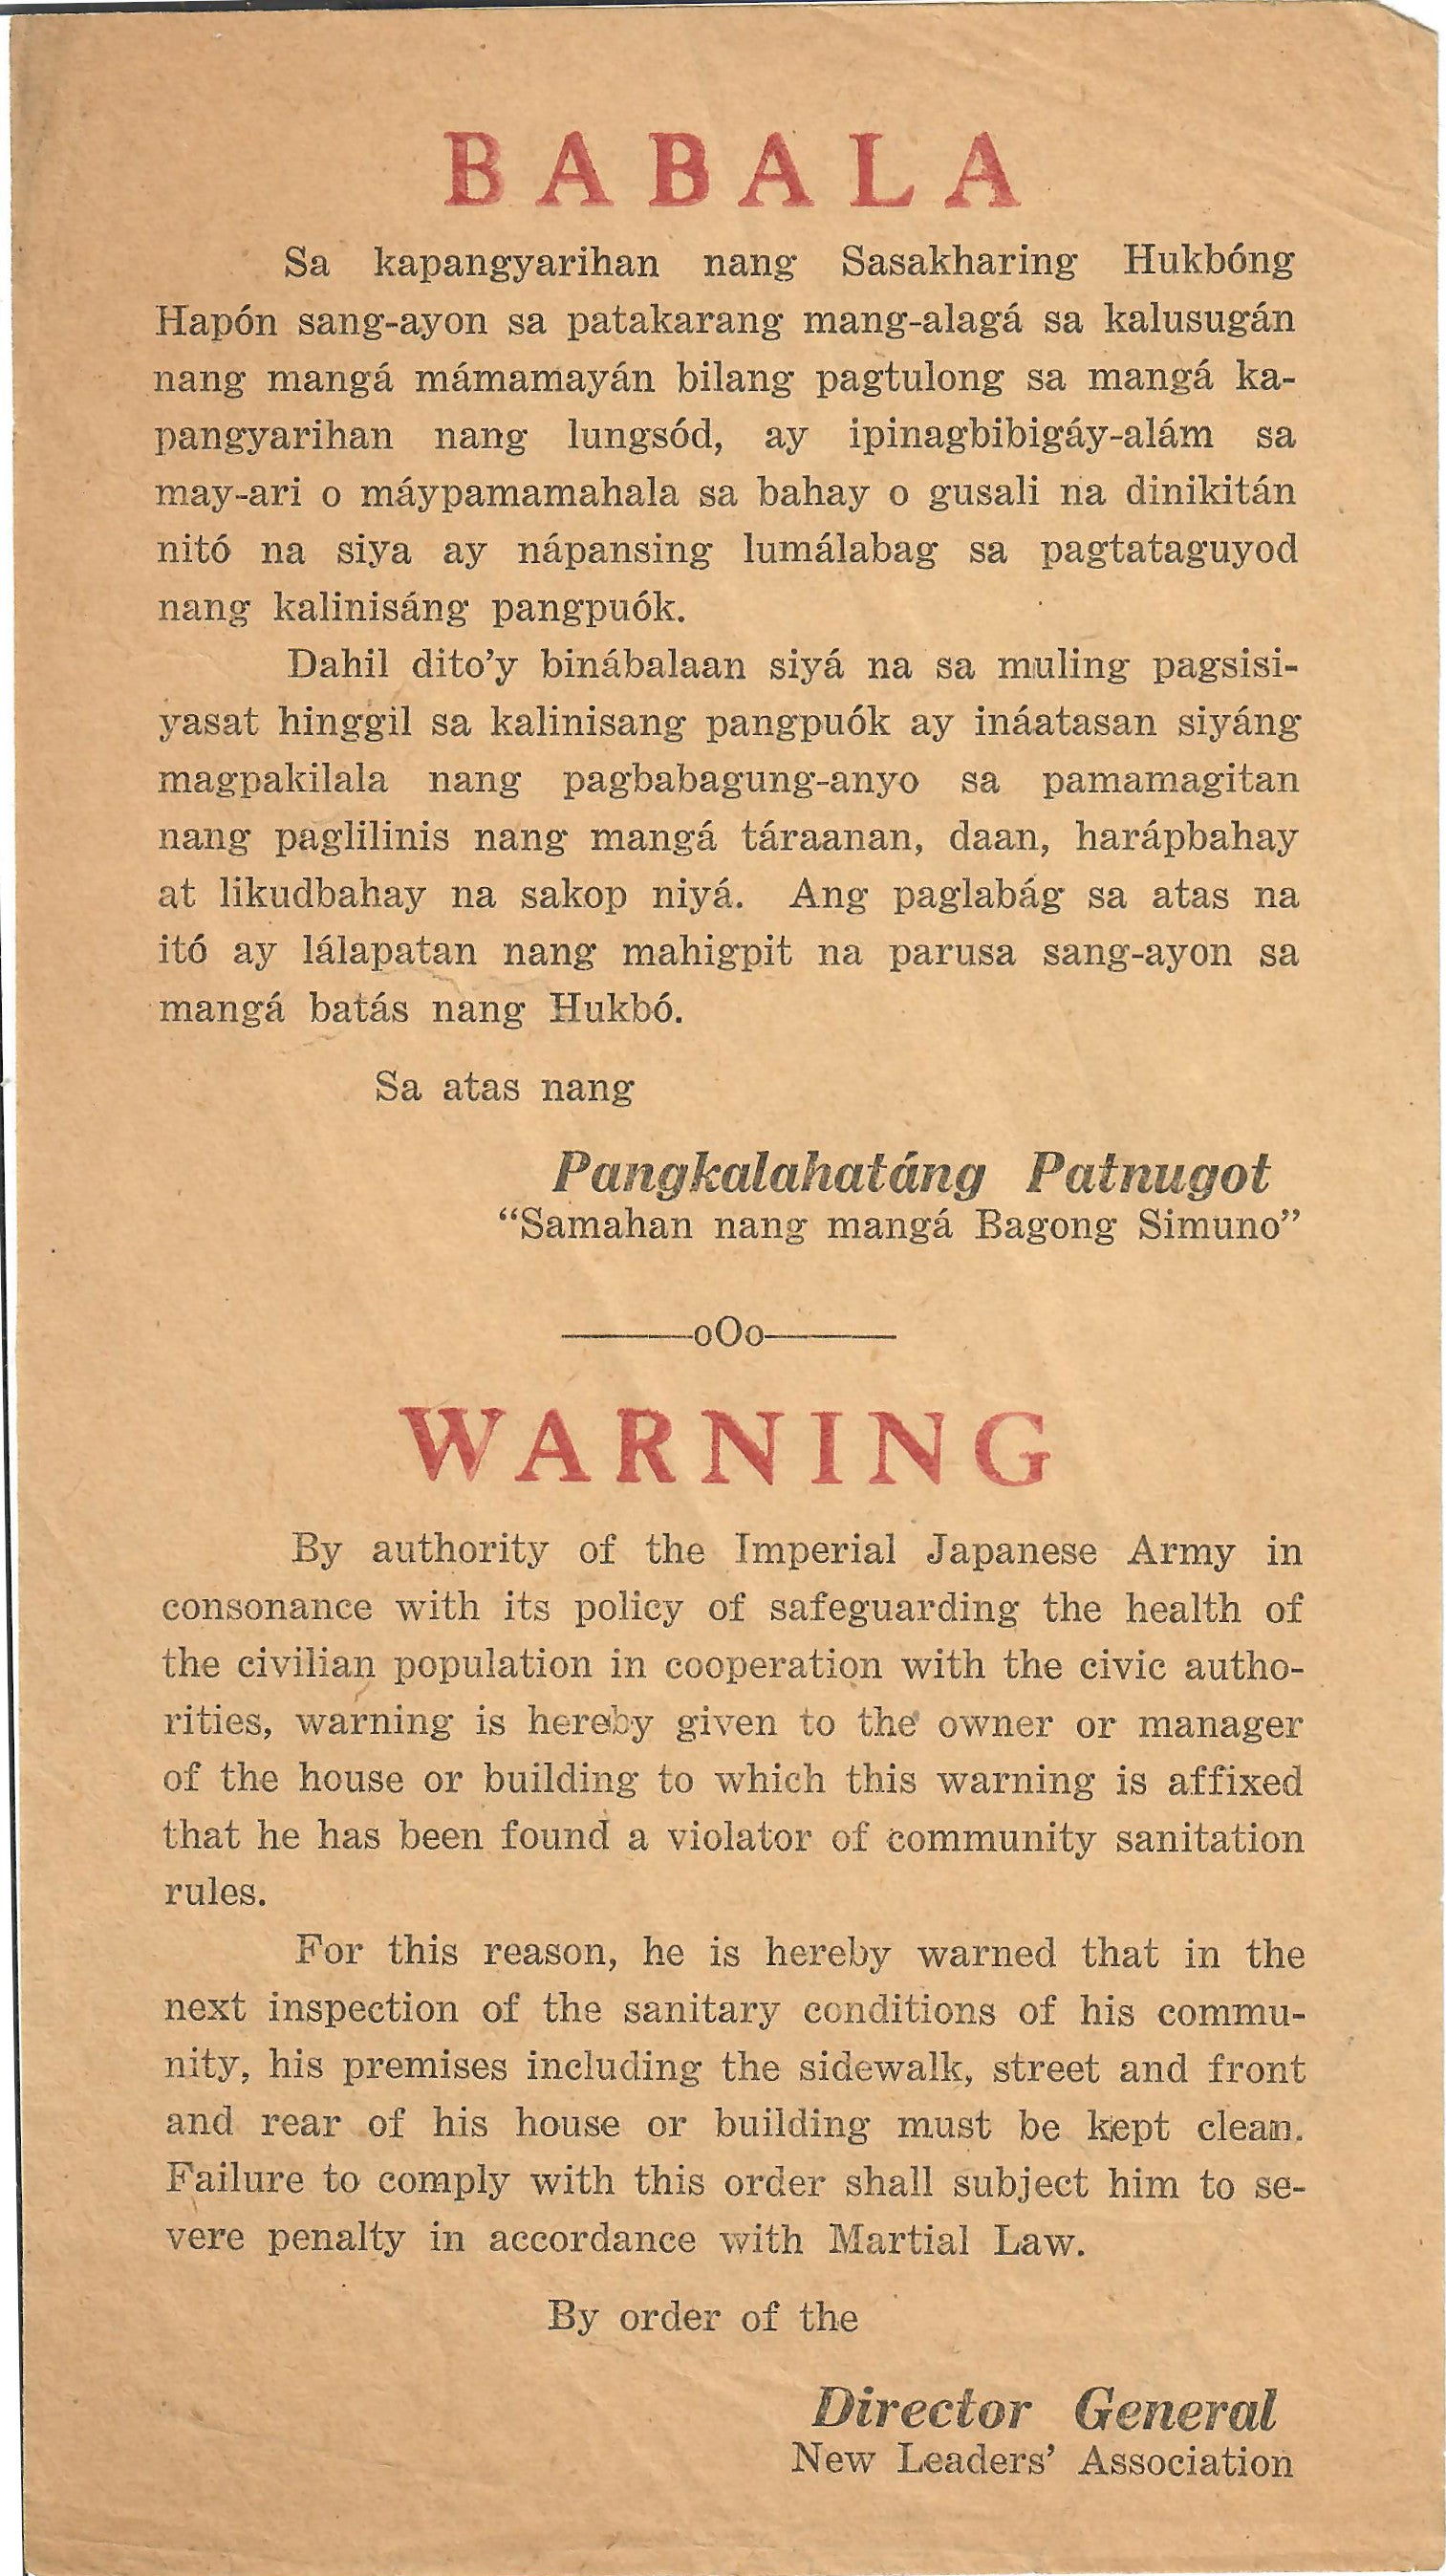 BABALA
Sa kapangyarihan nang Sasakharing Hukbóng
Hapón sang-ayon sa patakarang mang-alagá sa kalusugán
nang mangá mámamayán bilang pagtulong sa mangá ka-
pangyarihan nang lungsód, ay ipinagbibigáy-alám sa
may-ari o máypamamahala sa bahay o gusali na dinikitán
nitó na siya ay nápansing lumálabag sa pagtataguyod
nang kalinisáng pangpuók.
Dahil dito'y binábalaan siyá na sa muling pagsisi-
yasat hinggil sa kalinisang pangpuók ay ináatasan siyáng
magpakilala nang pagbabagung-anyo sa pamamagitan
nang paglilinis nang mangá táraanan, daan, harápbahay
at likudbahay na sakop niyá. Ang paglabág sa atas na
itó ay lálapatan nang mahigpit na parusa sang-ayon sa
mangá batás nang Hukbó.
Sa atas nang
Pangkalahatáng Patnugot
“Samahan nang mangá Bagong Simuno”
oOo
WARNING
By authority of the Imperial Japanese Army in
consonance with its policy of safeguarding the health of
the civilian population in cooperation with the civic autho-
rities, warning is hereby given to the owner or manager
of the house or building to which this warning is affixed
that he has been found a violator of community sanitation
rules.
For this reason, he is hereby warned that in the
next inspection of the sanitary conditions of his commu-
nity, his premises including the sidewalk, street and front
and rear of his house or building must be kept clean.
Failure to comply with this order shall subject him to se-
vere penalty in accordance with Martial Law.
By order of the
Director General
New Leaders' Association